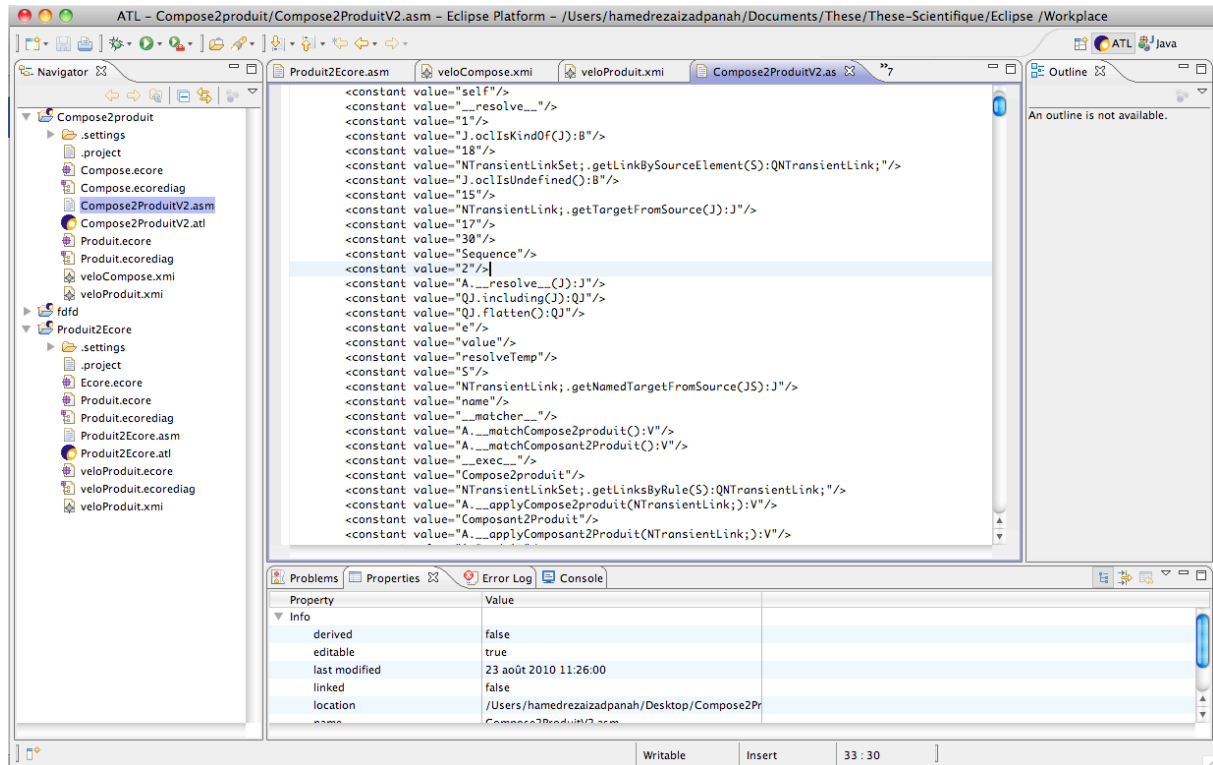 ATL – Compose2produit/Compose2ProduitV2.asm – Eclipse Platform – /Users/hamedrezaizadpanah/Documents/These/These-Scientifique/Eclipse /Workplace
ATL Java
Navigator
Compose2produit
.settings
.project
Compose.ecore
Compose.ecorediag
Compose2ProduitV2.asm
Compose2ProduitV2.atl
Produit.ecore
Produit.ecorediag
veloCompose.xmi
veloProduit.xmi
fdfd
Produit2Ecore
.settings
.project
Ecore.ecore
Produit.ecore
Produit.ecorediag
Produit2Ecore.asm
Produit2Ecore.atl
veloProduit.ecore
veloProduit.ecorediag
veloProduit.xmi
Produit2Ecore.asm veloCompose.xmi veloProduit.xmi Compose2ProduitV2.as »7
<constant value="self"/>
<constant value="__resolve__"/>
<constant value="1"/>
<constant value="J.oclIsKindOf(J):B"/>
<constant value="18"/>
<constant value="NTransientLinkSet;.getLinkBySourceElement(S):QNTransientLink;"/>
<constant value="J.oclIsUndefined():B"/>
<constant value="15"/>
<constant value="NTransientLink;.getTargetFromSource(J):J"/>
<constant value="17"/>
<constant value="30"/>
<constant value="Sequence"/>
<constant value="2"/>
<constant value="A.__resolve__(J):J"/>
<constant value="QJ.including(J):QJ"/>
<constant value="QJ.flatten():QJ"/>
<constant value="e"/>
<constant value="value"/>
<constant value="resolveTemp"/>
<constant value="S"/>
<constant value="NTransientLink;.getNamedTargetFromSource(JS):J"/>
<constant value="name"/>
<constant value="__matcher__"/>
<constant value="A.__matchCompose2produit():V"/>
<constant value="A.__matchComposant2Produit():V"/>
<constant value="__exec__"/>
<constant value="Compose2produit"/>
<constant value="NTransientLinkSet;.getLinksByRule(S):QNTransientLink;"/>
<constant value="A.__applyCompose2produit(NTransientLink;):V"/>
<constant value="Composant2Produit"/>
<constant value="A.__applyComposant2Produit(NTransientLink;):V"/>
Outline
An outline is not available.
Problems Properties Error Log Console
Property Value
Info
derived false
editable true
last modified 23 août 2010 11:26:00
linked false
location /Users/hamedrezaizadpanah/Desktop/Compose2Pr
name Compose2ProduitV2.asm
Writable Insert 33 : 30